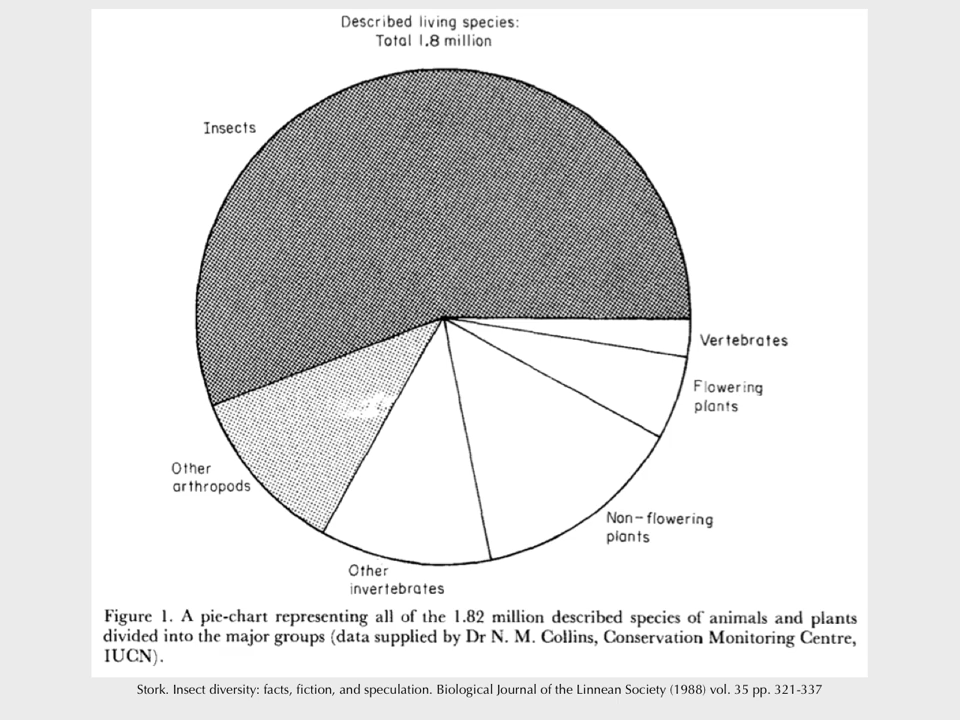 Described living species:
Total 1.8 million
Insects
Vertebrates
Flowering
plants
Other
arthropods
Non-flowering
plants
Other
invertebrates
Figure 1. A pie-chart representing all of the 1.82 million described species of animals and plants
divided into the major groups (data supplied by Dr N. M. Collins, Conservation Monitoring Centre,
IUCN).
Stork. Insect diversity: facts, fiction, and speculation. Biological Journal of the Linnean Society (1988) vol. 35 pp. 321-337